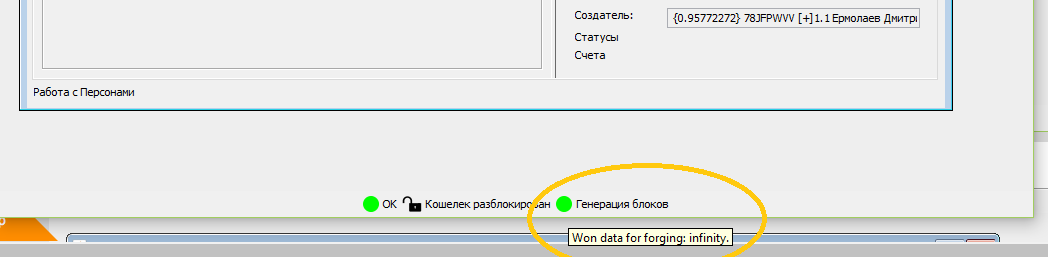 Создатель: {0.95772272} 78JFPWVV [+]1.1 Ермолаев Дмитри
Статусы
Счета
Работа с Персонами
OK Кошелек разблокирован Генерация блоков
Won data for forging: infinity.